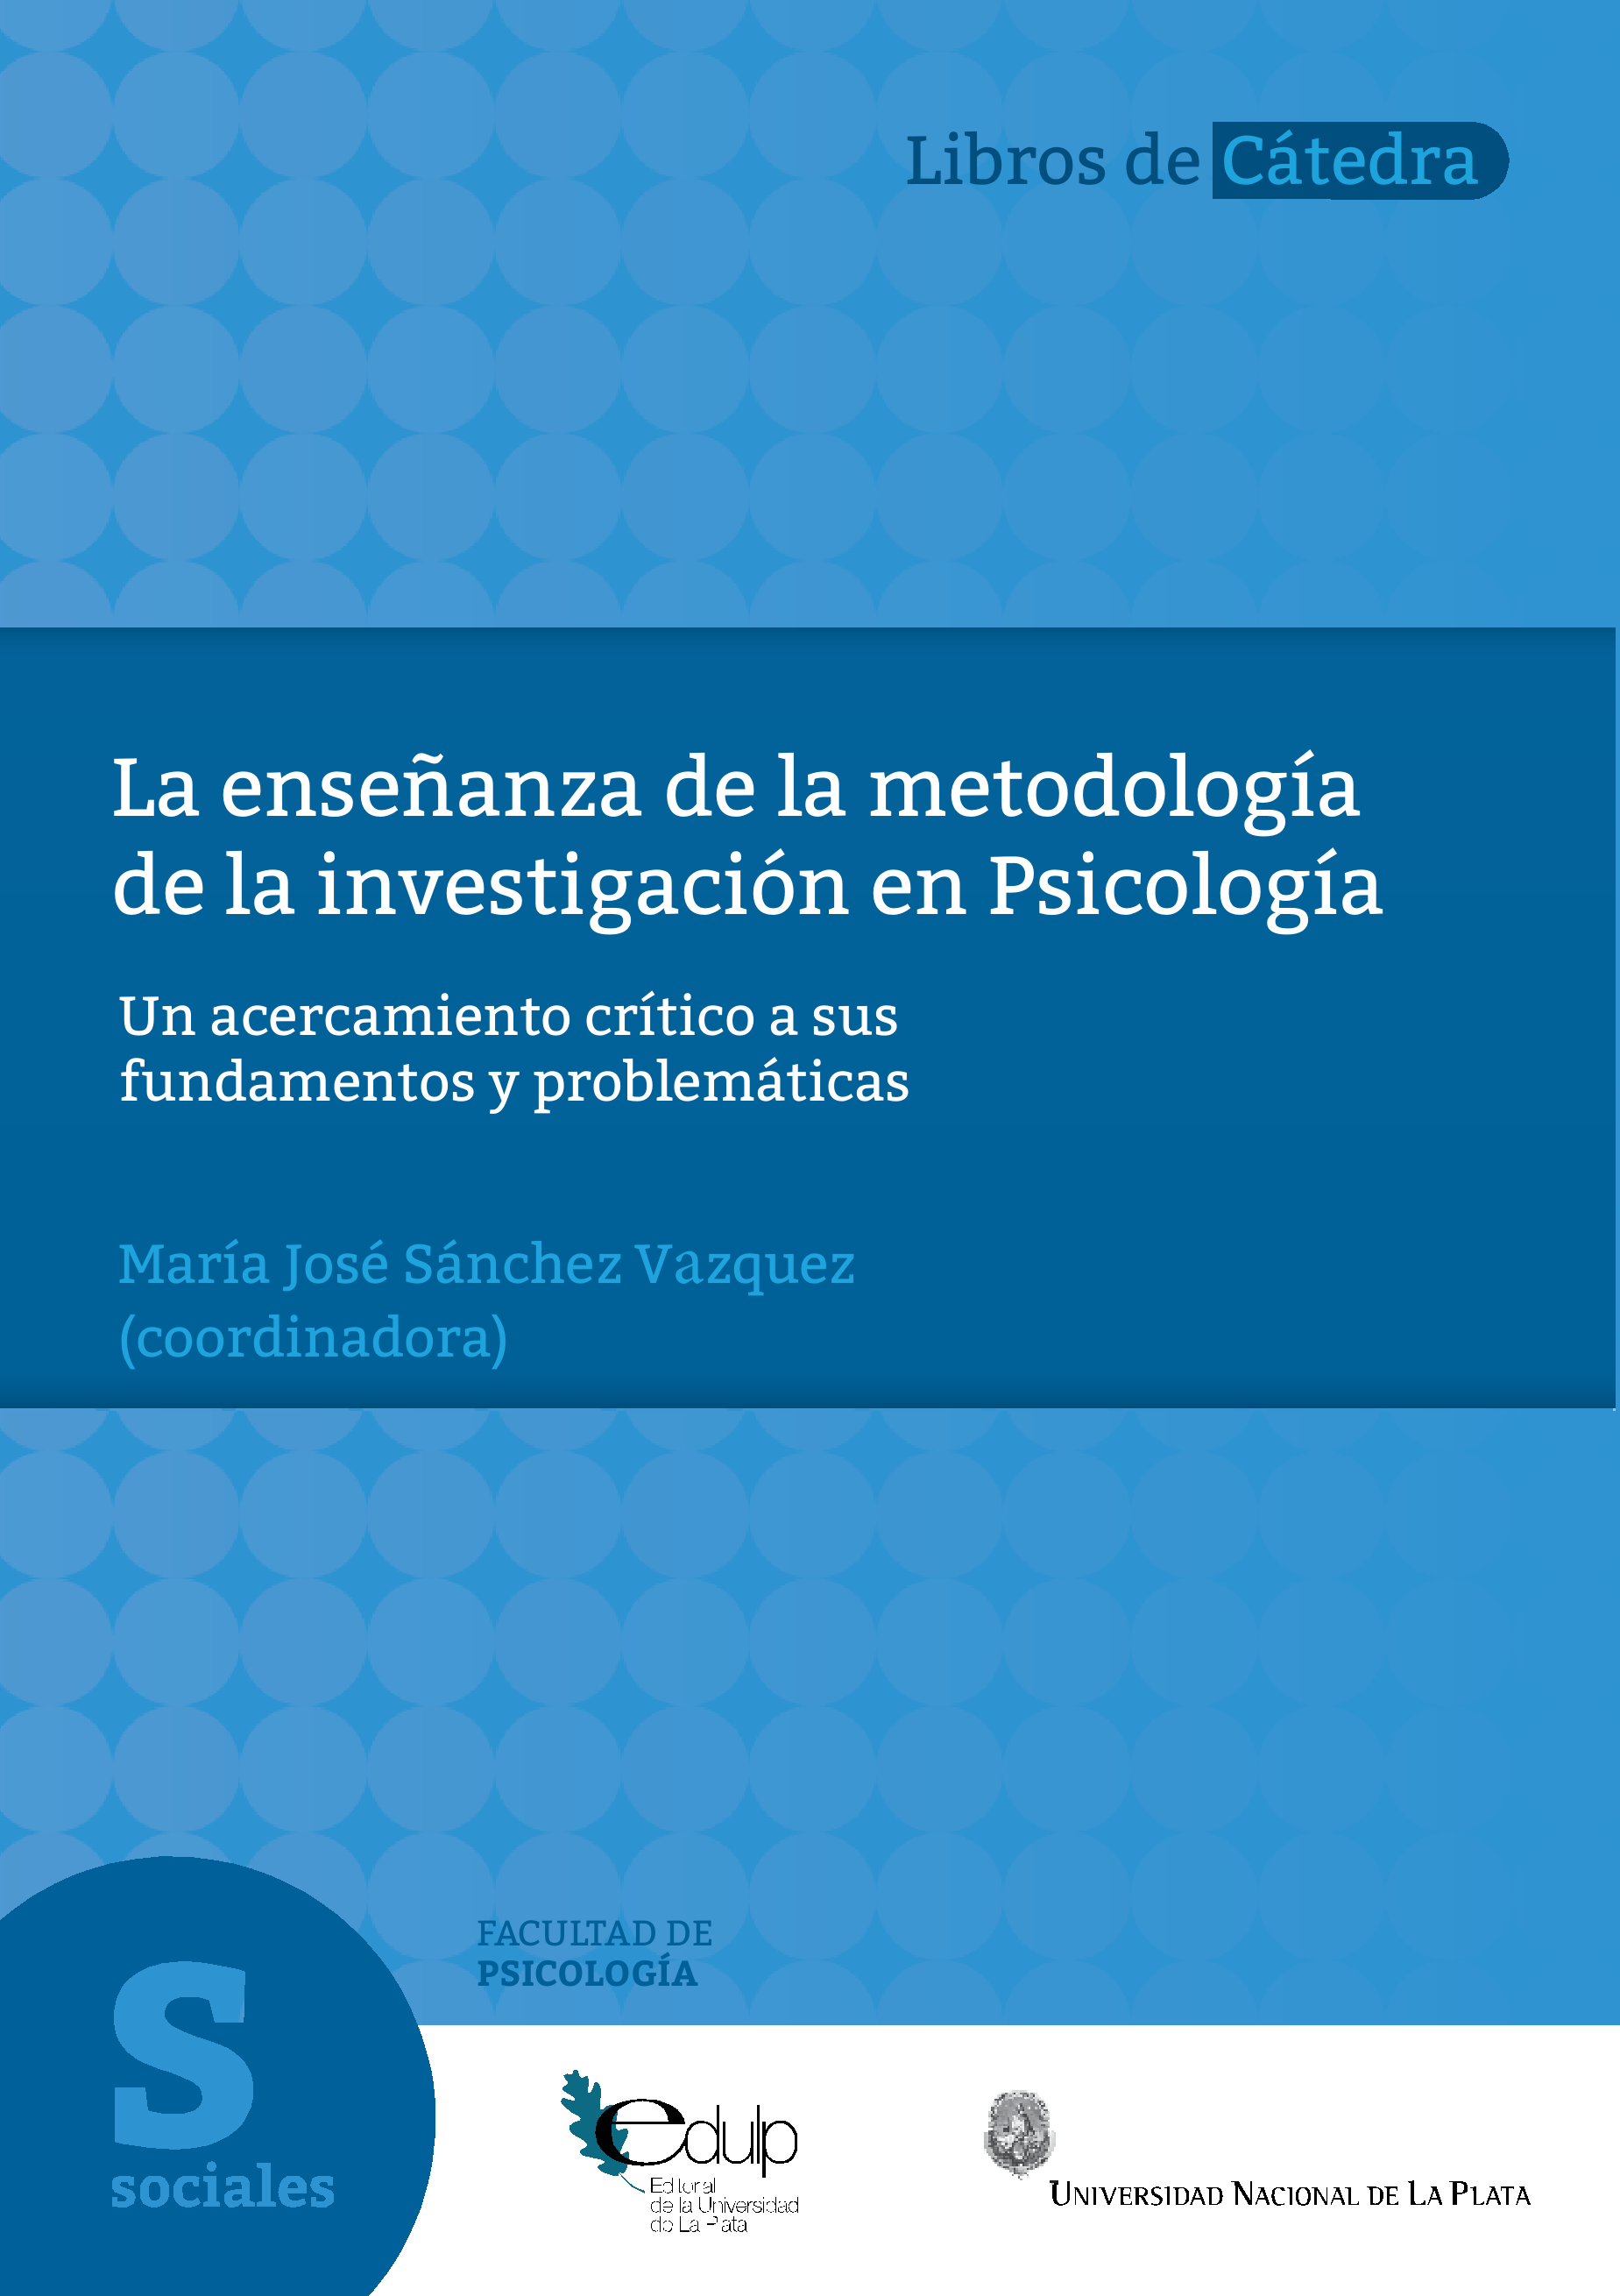 Libros de Cátedra
La enseñanza de la metodología
de la investigación en Psicología
Un acercamiento crítico a sus
fundamentos y problemáticas
María José Sánchez Vazquez
(coordinadora)
FACULTAD DE
PSICOLOGÍA
S
sociales
edulp
Editorial
de la Universidad
de La Plata
UNIVERSIDAD NACIONAL DE LA PLATA